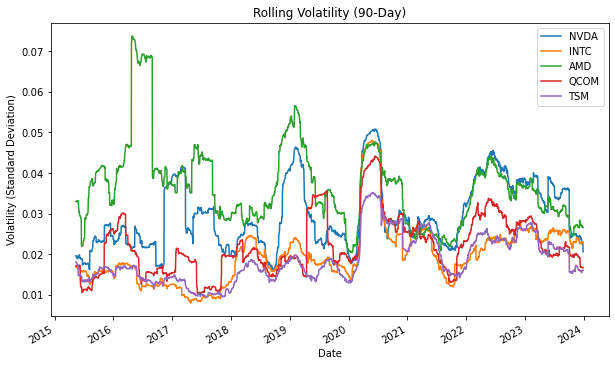 Rolling Volatility (90-Day)
NVDA
INTC
AMD
QCOM
TSM
Volatility (Standard Deviation)
0.07
0.06
0.05
0.04
0.03
0.02
0.01
2015 2016 2017 2018 2019 2020 2021 2022 2023 2024
Date